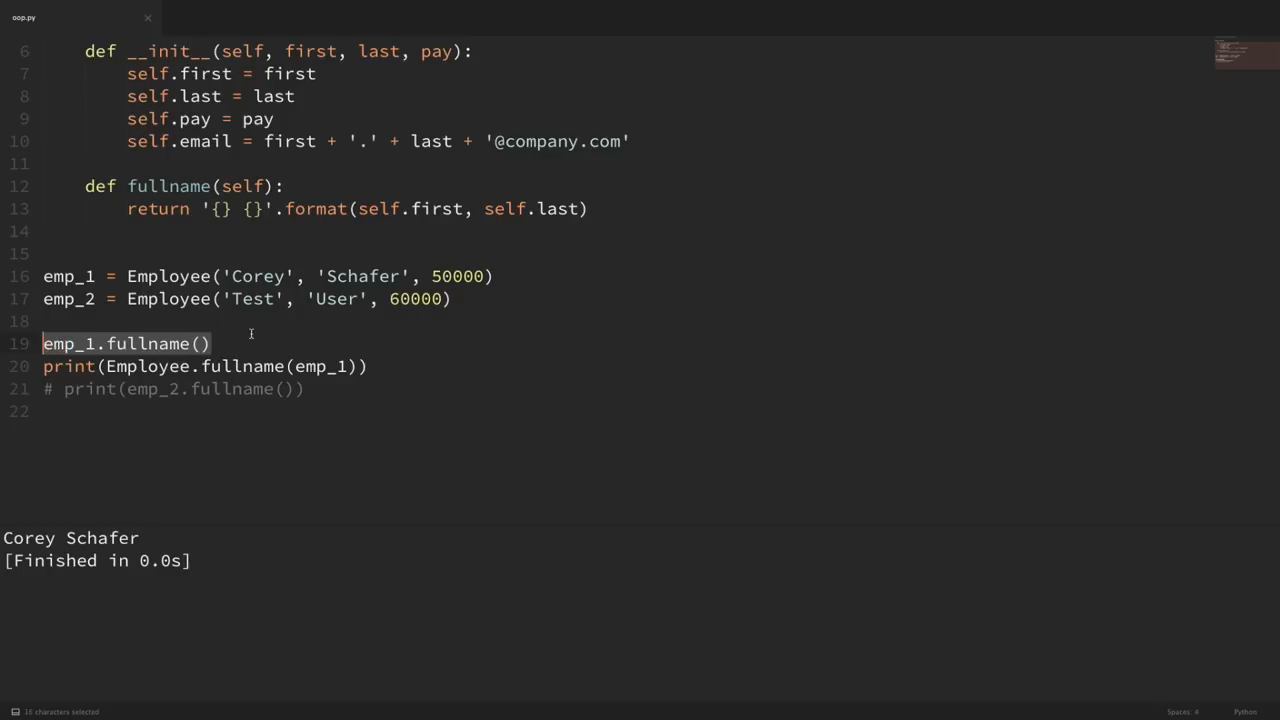 oop.py
6 def __init__(self, first, last, pay):
7 self.first = first
8 self.last = last
9 self.pay = pay
10 self.email = first + '.' + last + '@company.com'
11
12 def fullname(self):
13 return '{} {}'.format(self.first, self.last)
14
15
16 emp_1 = Employee('Corey', 'Schafer', 50000)
17 emp_2 = Employee('Test', 'User', 60000)
18
19 emp_1.fullname()
20 print(Employee.fullname(emp_1))
21 # print(emp_2.fullname())
22
Corey Schafer
[Finished in 0.0s]
16 characters selected Spaces: 4 Python